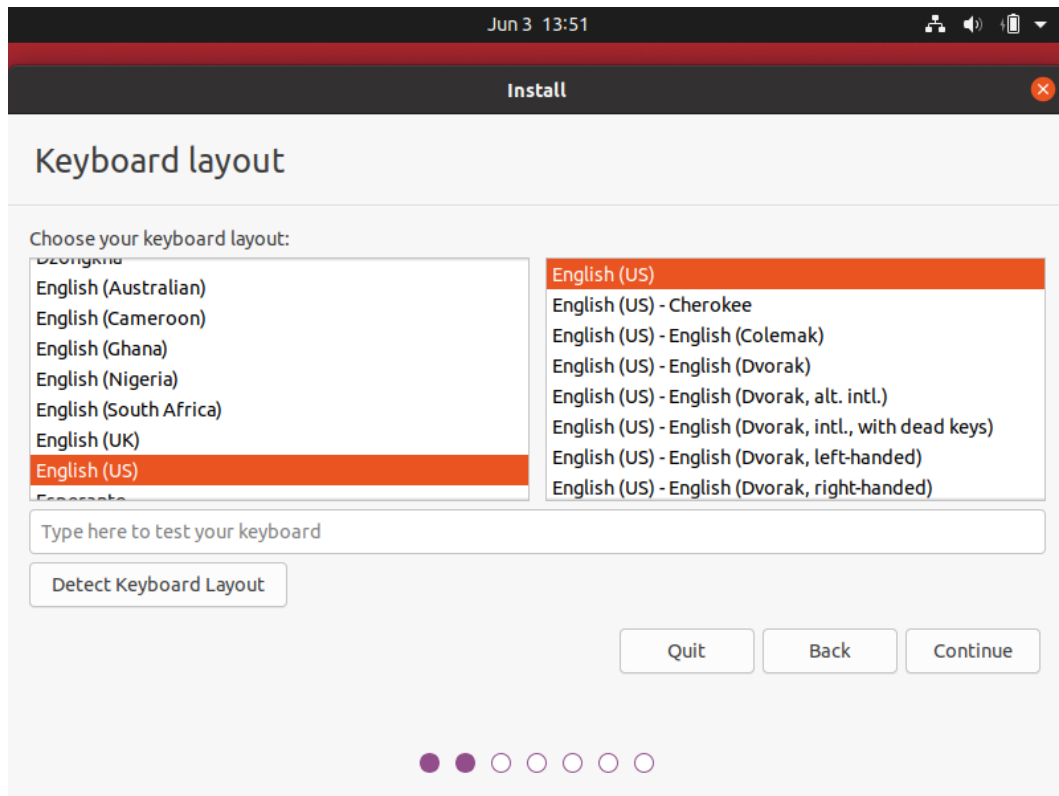 Jun 3 13:51
Install
Keyboard layout
Choose your keyboard layout:
Dzongkha
English (Australian)
English (Cameroon)
English (Ghana)
English (Nigeria)
English (South Africa)
English (UK)
English (US)
Esperanto
English (US)
English (US) - Cherokee
English (US) - English (Colemak)
English (US) - English (Dvorak)
English (US) - English (Dvorak, alt. intl.)
English (US) - English (Dvorak, intl., with dead keys)
English (US) - English (Dvorak, left-handed)
English (US) - English (Dvorak, right-handed)
Type here to test your keyboard
Detect Keyboard Layout
Quit Back Continue